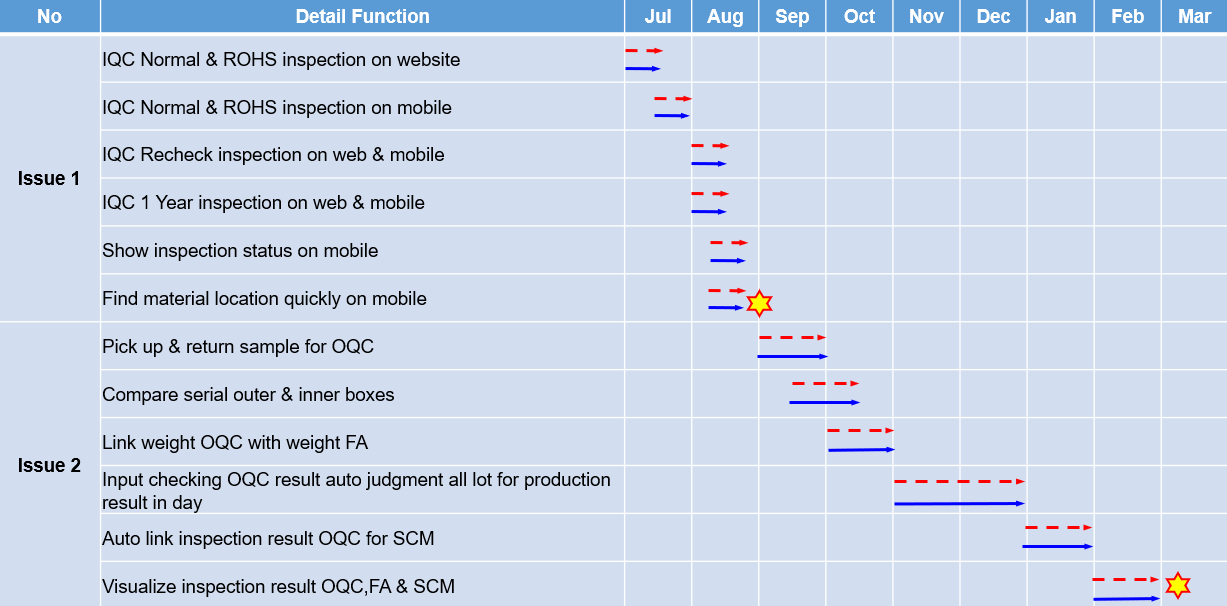 No Detail Function Jul Aug Sep Oct Nov Dec Jan Feb Mar
Issue 1
IQC Normal & ROHS inspection on website
IQC Normal & ROHS inspection on mobile
IQC Recheck inspection on web & mobile
IQC 1 Year inspection on web & mobile
Show inspection status on mobile
Find material location quickly on mobile
Issue 2
Pick up & return sample for OQC
Compare serial outer & inner boxes
Link weight OQC with weight FA
Input checking OQC result auto judgment all lot for production
result in day
Auto link inspection result OQC for SCM
Visualize inspection result OQC,FA & SCM